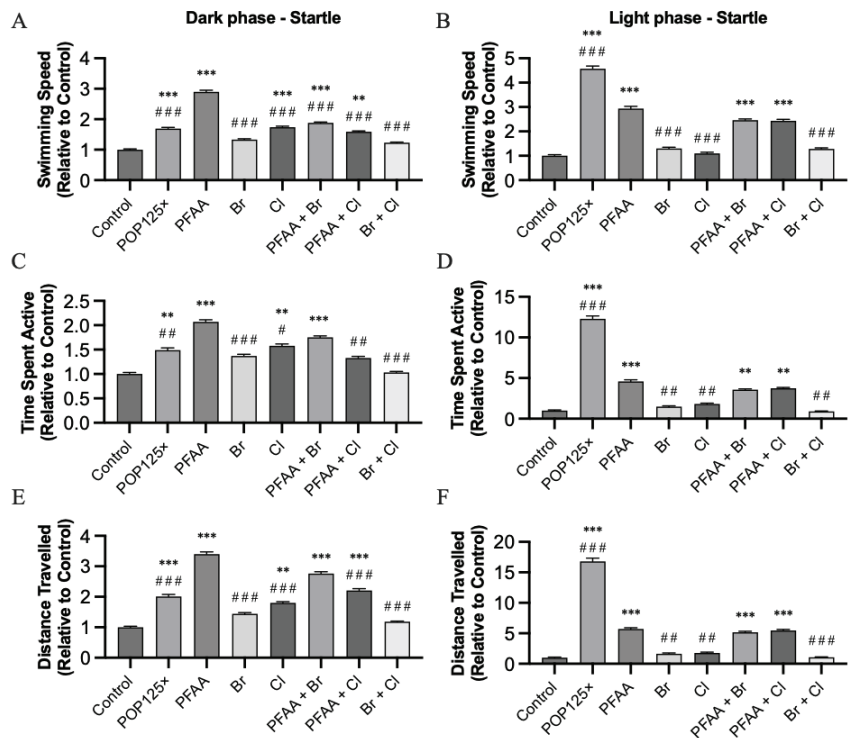 A
Dark phase - Startle
Swimming Speed
(Relative to Control)
4
3
2
1
0
***
###
***
###
***
###
***
###
**
###
###
Control
POP125×
PFAA
Br
Cl
PFAA + Br
PFAA + Cl
Br + Cl
B
Light phase - Startle
Swimming Speed
(Relative to Control)
5
4
3
2
1
0
***
###
***
###
###
***
***
###
Control
POP125×
PFAA
Br
Cl
PFAA + Br
PFAA + Cl
Br + Cl
C
Time Spent Active
(Relative to Control)
2.5
2.0
1.5
1.0
0.5
0.0
**
##
***
###
**
#
***
##
###
Control
POP125×
PFAA
Br
Cl
PFAA + Br
PFAA + Cl
Br + Cl
D
Time Spent Active
(Relative to Control)
15
10
5
0
***
###
***
##
##
**
**
##
Control
POP125×
PFAA
Br
Cl
PFAA + Br
PFAA + Cl
Br + Cl
E
Distance Travelled
(Relative to Control)
4
3
2
1
0
***
###
***
###
**
###
***
***
###
###
Control
POP125×
PFAA
Br
Cl
PFAA + Br
PFAA + Cl
Br + Cl
F
Distance Travelled
(Relative to Control)
20
15
10
5
0
***
###
***
##
##
***
***
###
Control
POP125×
PFAA
Br
Cl
PFAA + Br
PFAA + Cl
Br + Cl